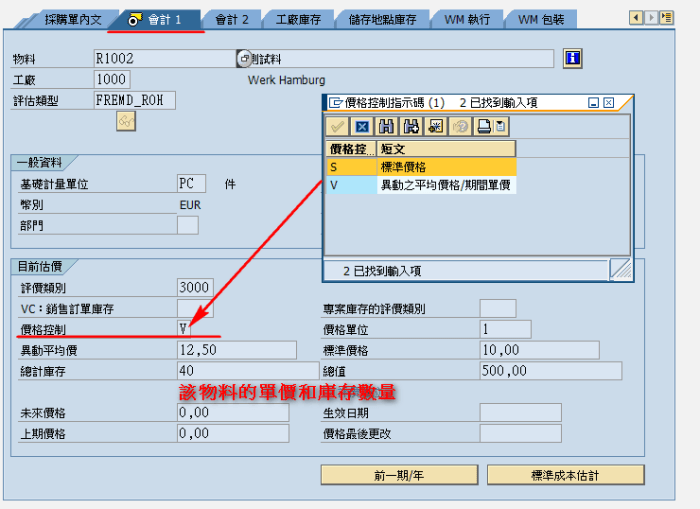 採購單內文 會計 1 會計 2 工廠庫存 儲存地點庫存 WM 執行 WM 包裝
物料 R1002 測試料
工廠 1000 Werk Hamburg
評估類型 FREMD_ROH
價格控制指示碼 (1) 2 已找到輸入項
價格控... 短文
S 標準價格
V 異動之平均價格/期間單價
2 已找到輸入項
一般資料
基礎計量單位 PC 件
幣別 EUR
部門
目前估價
評價類別 3000
VC：銷售訂單庫存 專案庫存的評價類別
價格控制 V 價格單位 1
異動平均價 12,50 標準價格 10,00
總計庫存 40 總值 500,00
該物料的單價和庫存數量
未來價格 0,00 生效日期
上期價格 0,00 價格最後更改
前一期/年 標準成本估計